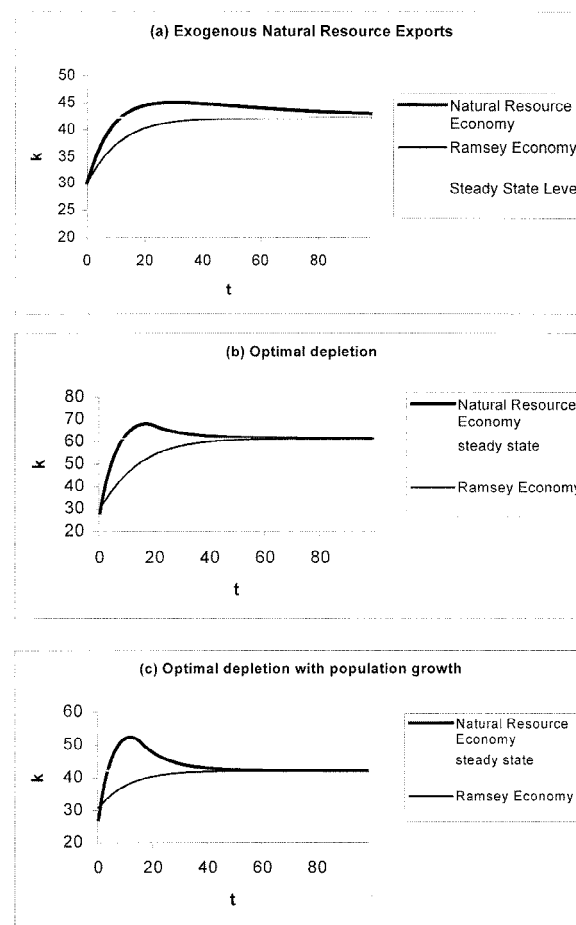 (a) Exogenous Natural Resource Exports
50
45
40
35
30
25
20
k
0 20 40 60 80
t
Natural Resource
Economy
Ramsey Economy
Steady State Leve
(b) Optimal depletion
80
70
60
50
40
30
20
k
0 20 40 60 80
t
Natural Resource
Economy
steady state
Ramsey Economy
(c) Optimal depletion with population growth
60
50
40
30
20
k
0 20 40 60 80
t
Natural Resource
Economy
steady state
Ramsey Economy